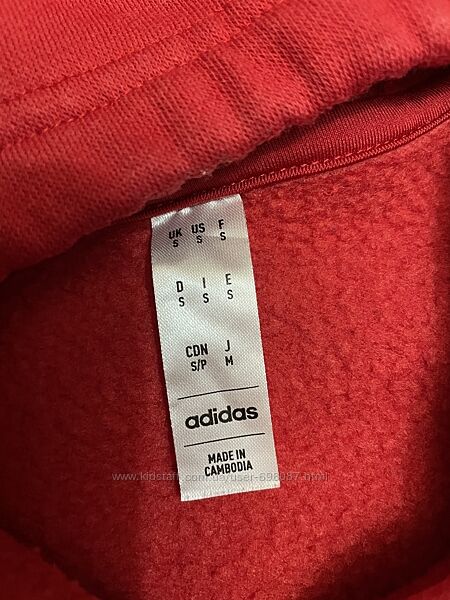 UK US F
S S S
D I E
S S S
CDN J
S/P M
adidas
MADE IN
CAMBODIA